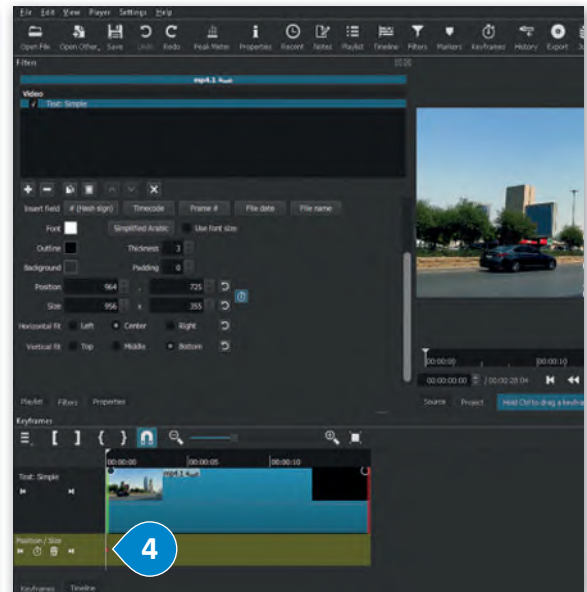 File Edit View Player Settings Help
Open File Open Other... Save Undo Redo Peak Meter Properties Recent Notes Playlist Timeline Filters Markers Keyframes History Export
Filters
Video
Text: Simple
Insert field # (Hash sign) Timecode Frame # File date File name
Font Simplified Arabic Use font size
Outline Thickness 3
Background Padding 0
Position 964 , 725
Size 956 x 355
Horizontal fit Left Center Right
Vertical fit Top Middle Bottom
00:00:00 00:00:10
00:00:00:00 / 00:00:28:04
Playlist Filters Properties
Source Project Hold Ctrl to drag a keyfra
Keyframes
00:00:00 00:00:05 00:00:10
Text: Simple
Position / Size
4
Keyframes Timeline